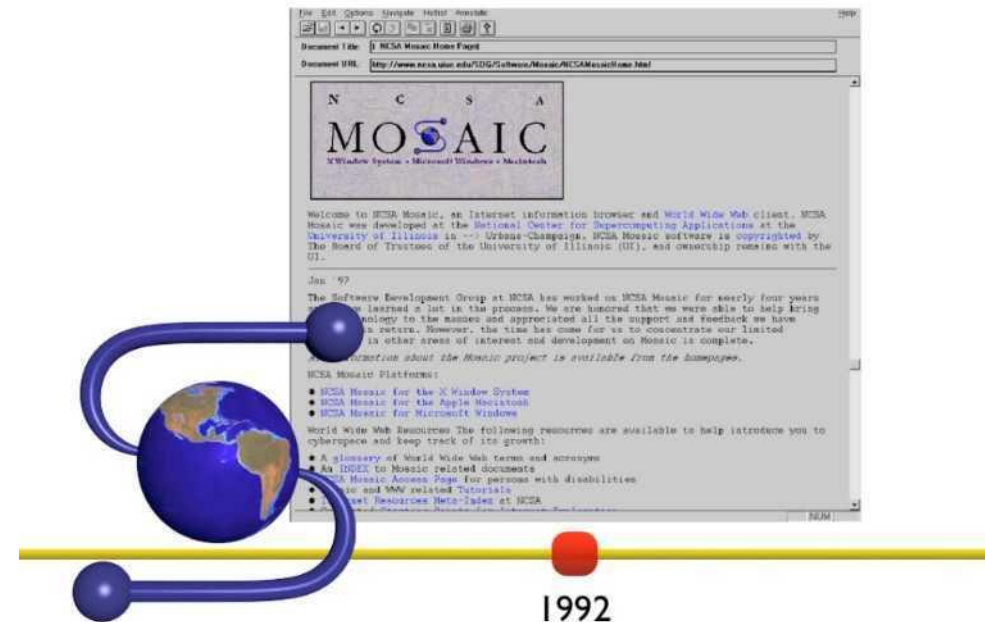 File Edit Options Navigate Hotlist Annotate Help
Document Title: NCSA Mosaic Home Page
Document URL: http://www.ncsa.uiuc.edu/SDG/Software/Mosaic/NCSAMosaicHome.html
N C S A
MOSAIC
X Window System • Microsoft Windows • Macintosh
Welcome to NCSA Mosaic, an Internet information browser and World Wide Web client. NCSA
Mosaic was developed at the National Center for Supercomputing Applications at the
University of Illinois in --> Urbana-Champaign. NCSA Mosaic software is copyrighted by
The Board of Trustees of the University of Illinois (UI), and ownership remains with the
UI.
Jan '97
The Software Development Group at NCSA has worked on NCSA Mosaic for nearly four years
learned a lot in the process. We are honored that we were able to help bring
technology to the masses and appreciated all the support and feedback we have
in return. However, the time has come for us to concentrate our limited
in other areas of interest and development on Mosaic is complete.
information about the Mosaic project is available from the homepages.
NCSA Mosaic Platforms:
● NCSA Mosaic for the X Window System
● NCSA Mosaic for the Apple Macintosh
● NCSA Mosaic for Microsoft Windows
World Wide Web Resources The following resources are available to help introduce you to
cyberspace and keep track of its growth:
● A glossary of World Wide Web terms and acronyms
● An INDEX to Mosaic related documents
● NCSA Mosaic Access Page for persons with disabilities
and WWW related Tutorials
Resources Meta-Index at NCSA
NUM
1992